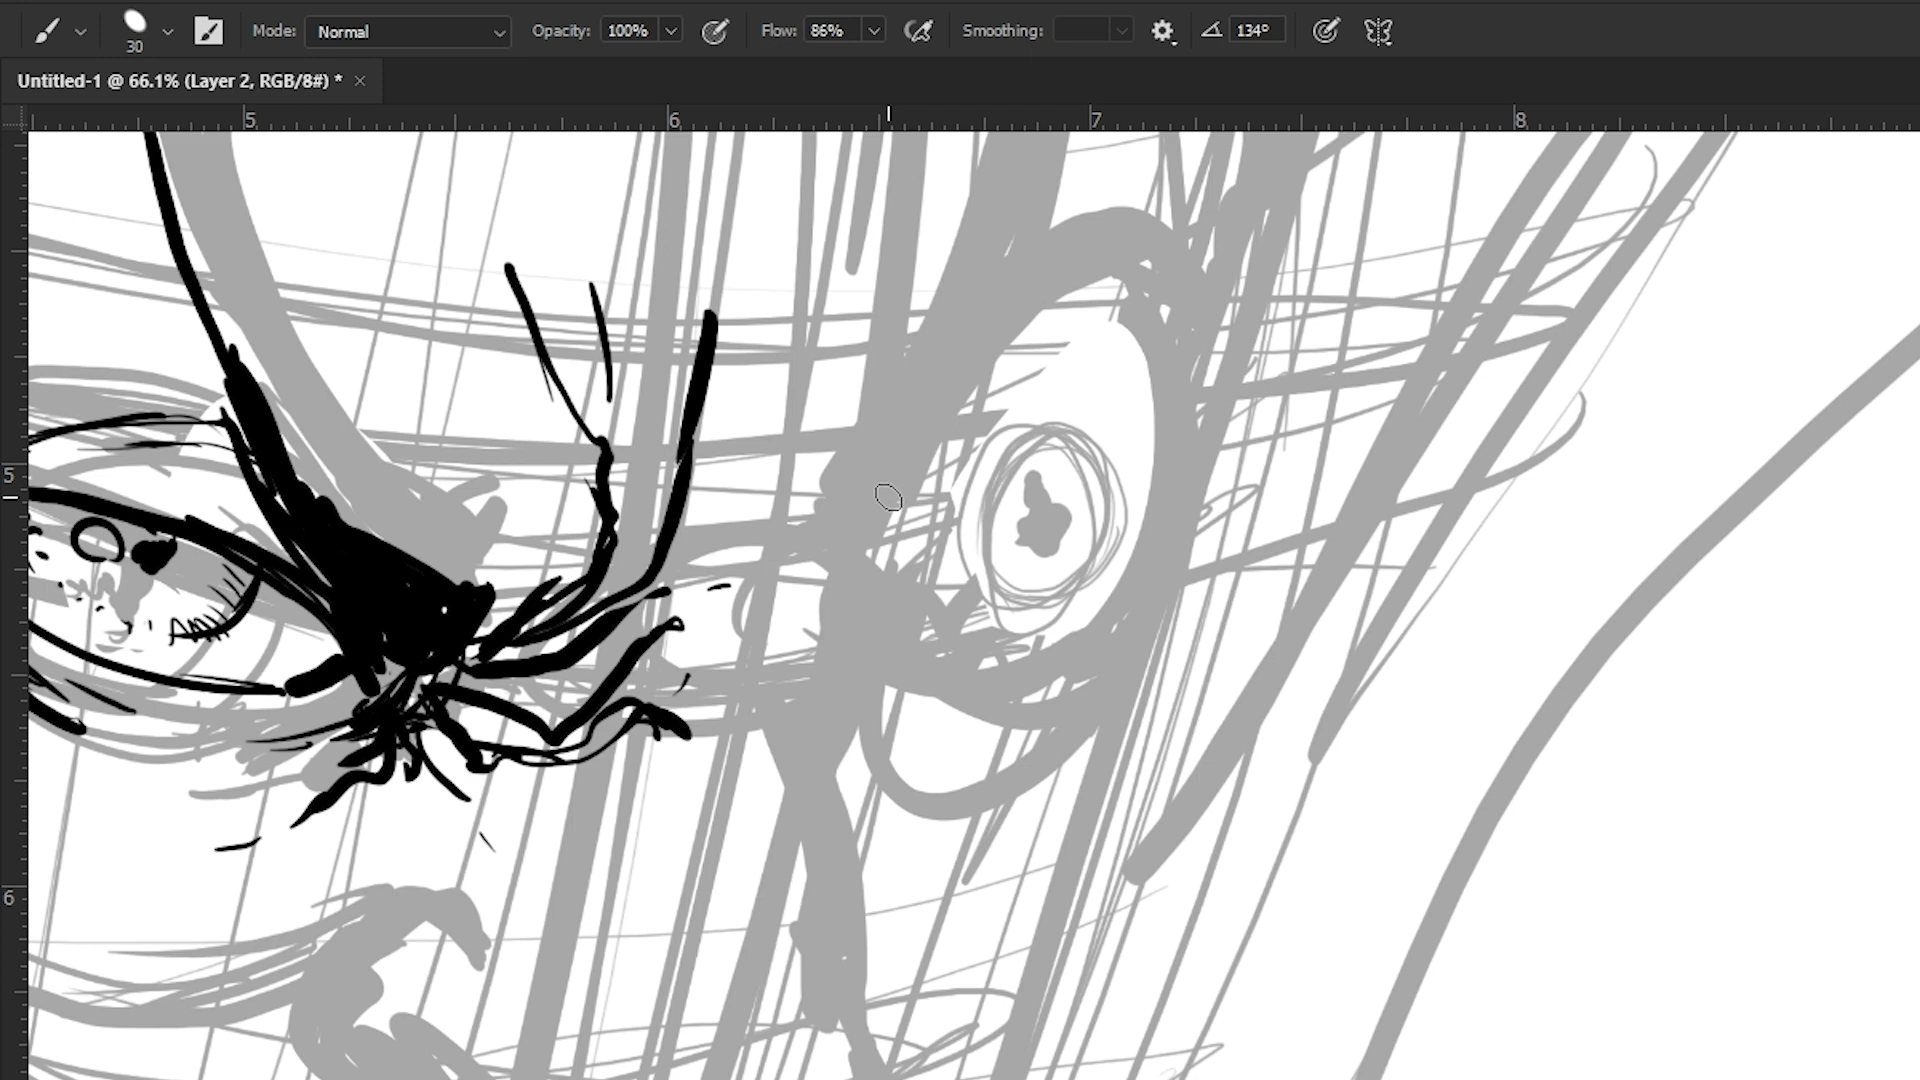 30 Mode: Normal Opacity: 100% Flow: 86% Smoothing: 134°
Untitled-1 @ 66.1% (Layer 2, RGB/8#) * ×
5 6 7 8
5
6